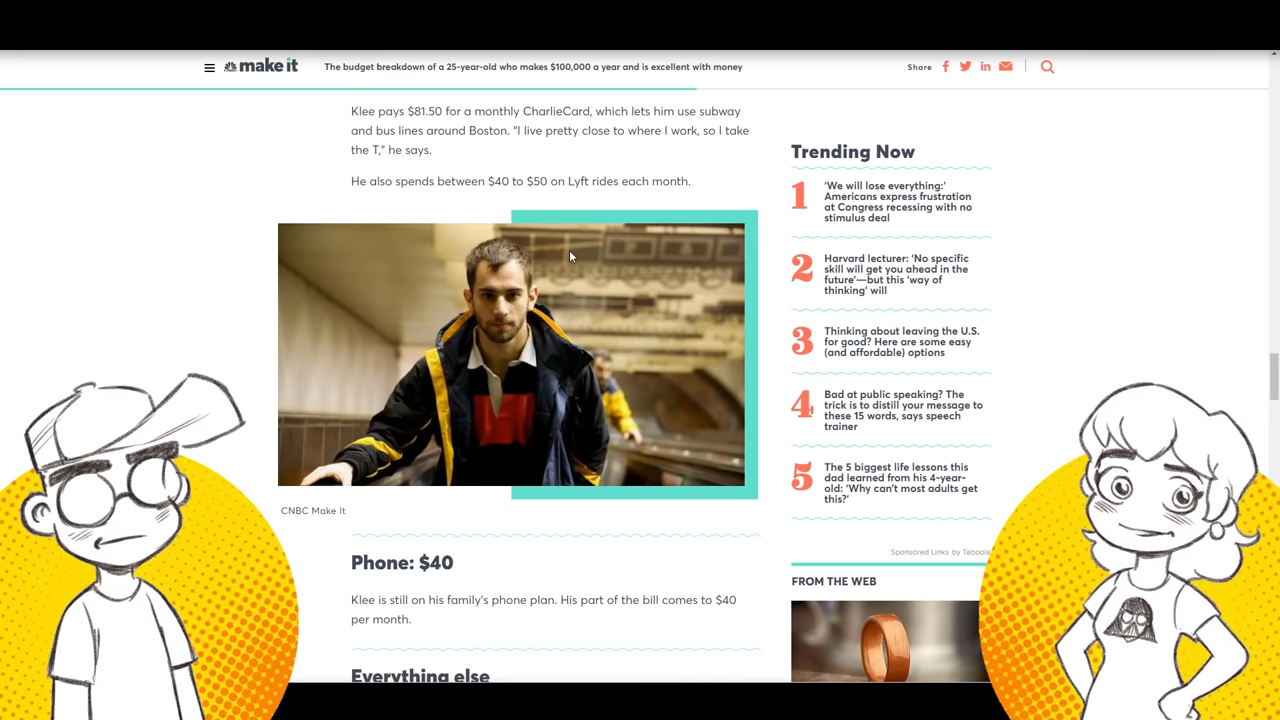 make it
The budget breakdown of a 25-year-old who makes $100,000 a year and is excellent with money
Share
Klee pays $81.50 for a monthly CharlieCard, which lets him use subway
and bus lines around Boston. "I live pretty close to where I work, so I take
the T," he says.
He also spends between $40 to $50 on Lyft rides each month.
CNBC Make It
Phone: $40
Klee is still on his family's phone plan. His part of the bill comes to $40
per month.
Everything else
Trending Now
1
'We will lose everything:'
Americans express frustration
at Congress recessing with no
stimulus deal
2
Harvard lecturer: 'No specific
skill will get you ahead in the
future'—but this 'way of
thinking' will
3
Thinking about leaving the U.S.
for good? Here are some easy
(and affordable) options
4
Bad at public speaking? The
trick is to distill your message to
these 15 words, says speech
trainer
5
The 5 biggest life lessons this
dad learned from his 4-year-
old: 'Why can't most adults get
this?'
Sponsored Links by Taboola
FROM THE WEB